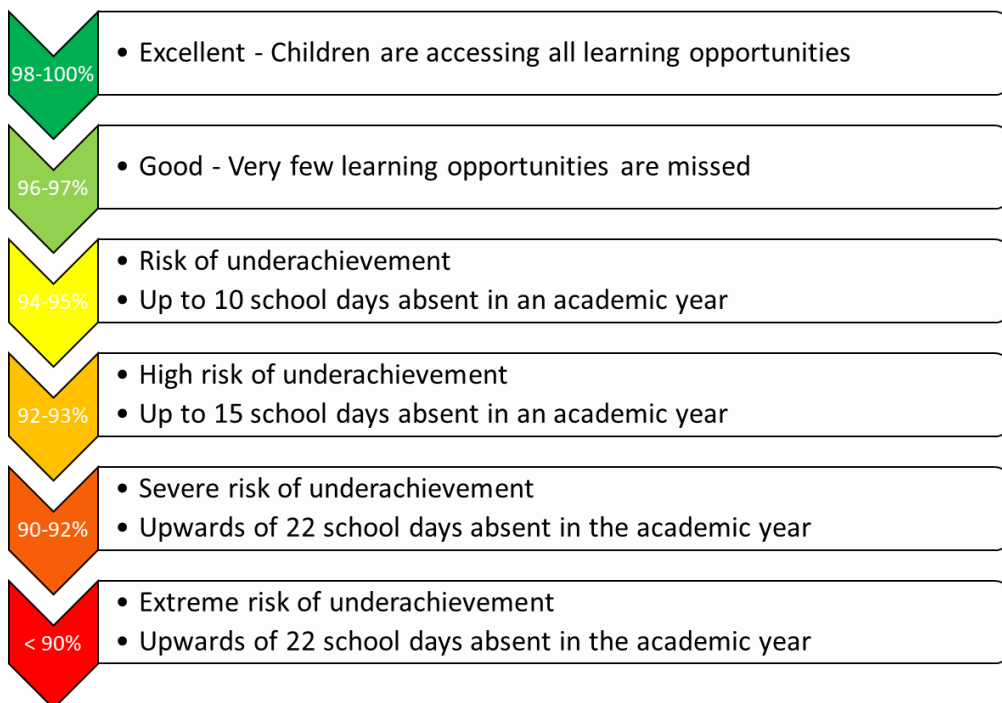 98-100%
• Excellent - Children are accessing all learning opportunities
96-97%
• Good - Very few learning opportunities are missed
94-95%
• Risk of underachievement
• Up to 10 school days absent in an academic year
92-93%
• High risk of underachievement
• Up to 15 school days absent in an academic year
90-92%
• Severe risk of underachievement
• Upwards of 22 school days absent in the academic year
< 90%
• Extreme risk of underachievement
• Upwards of 22 school days absent in the academic year